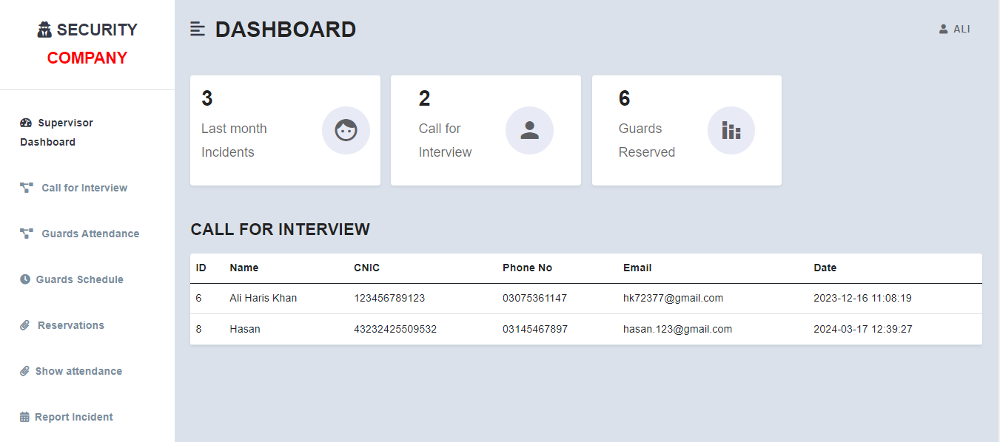 SECURITY
COMPANY
Supervisor
Dashboard
Call for Interview
Guards Attendance
Guards Schedule
Reservations
Show attendance
Report Incident
DASHBOARD
ALI
3
Last month
Incidents
2
Call for
Interview
6
Guards
Reserved
CALL FOR INTERVIEW
ID Name CNIC Phone No Email Date
6 Ali Haris Khan 123456789123 03075361147 hk72377@gmail.com 2023-12-16 11:08:19
8 Hasan 43232425509532 03145467897 hasan.123@gmail.com 2024-03-17 12:39:27